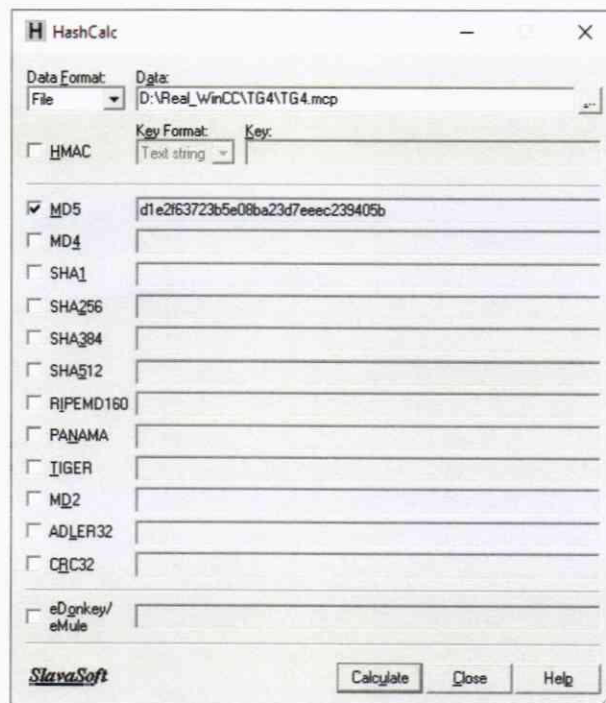 H HashCalc
Data Format: Data:
File D:\Real_WinCC\TG4\TG4.mcp ...
Key Format: Key:
HMAC Text string
MD5 d1e2f63723b5e08ba23d7eeec239405b
MD4
SHA1
SHA256
SHA384
SHA512
RIPEMD160
PANAMA
TIGER
MD2
ADLER32
CRC32
eDonkey/
eMule
SlavaSoft Calculate Close Help